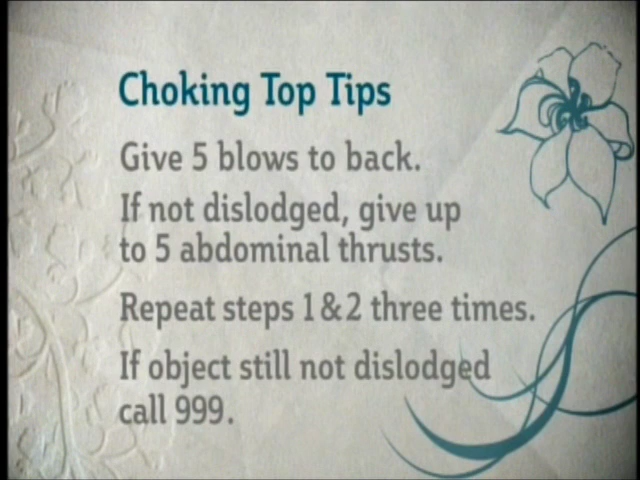 Choking Top Tips
Give 5 blows to back.
If not dislodged, give up
to 5 abdominal thrusts.
Repeat steps 1&2 three times.
If object still not dislodged
call 999.